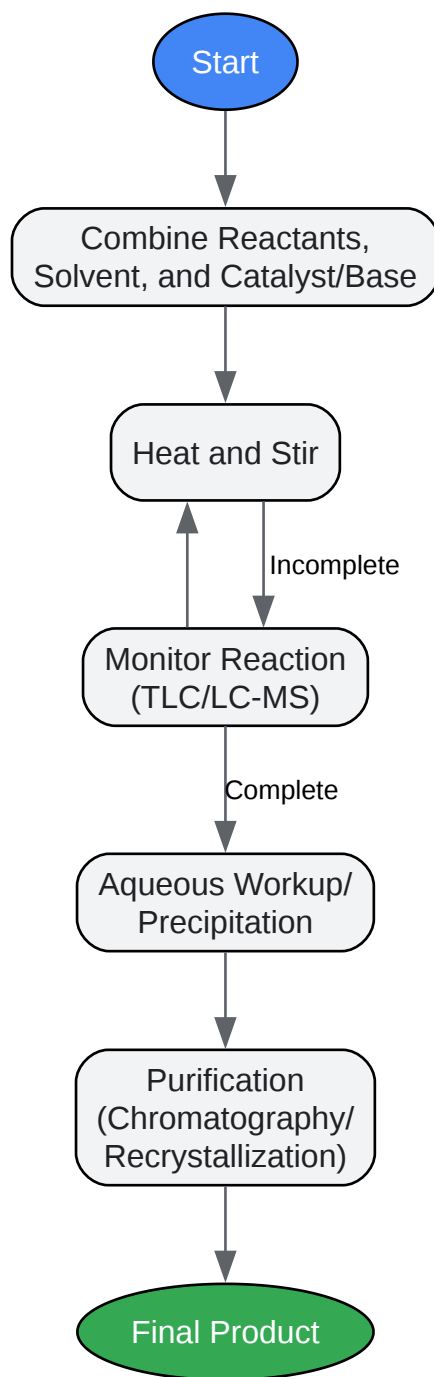 Start
Combine Reactants,
Solvent, and Catalyst/Base
Heat and Stir
Incomplete
Monitor Reaction
(TLC/LC-MS)
Complete
Aqueous Workup/
Precipitation
Purification
(Chromatography/
Recrystallization)
Final Product